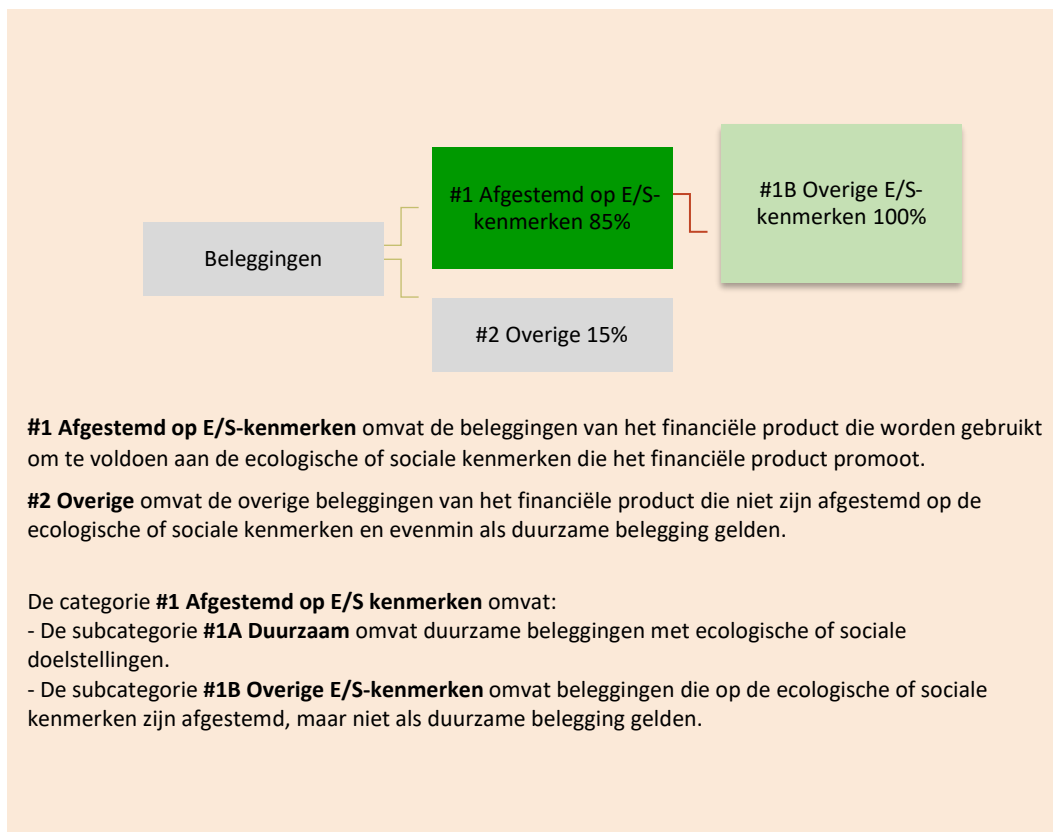 #1 Afgestemd op E/S-
kenmerken 85%
#1B Overige E/S-
kenmerken 100%
Beleggingen
#2 Overige 15%
#1 Afgestemd op E/S-kenmerken omvat de beleggingen van het financiële product die worden gebruikt
om te voldoen aan de ecologische of sociale kenmerken die het financiële product promoot.
#2 Overige omvat de overige beleggingen van het financiële product die niet zijn afgestemd op de
ecologische of sociale kenmerken en evenmin als duurzame belegging gelden.
De categorie #1 Afgestemd op E/S kenmerken omvat:
- De subcategorie #1A Duurzaam omvat duurzame beleggingen met ecologische of sociale
doelstellingen.
- De subcategorie #1B Overige E/S-kenmerken omvat beleggingen die op de ecologische of sociale
kenmerken zijn afgestemd, maar niet als duurzame belegging gelden.